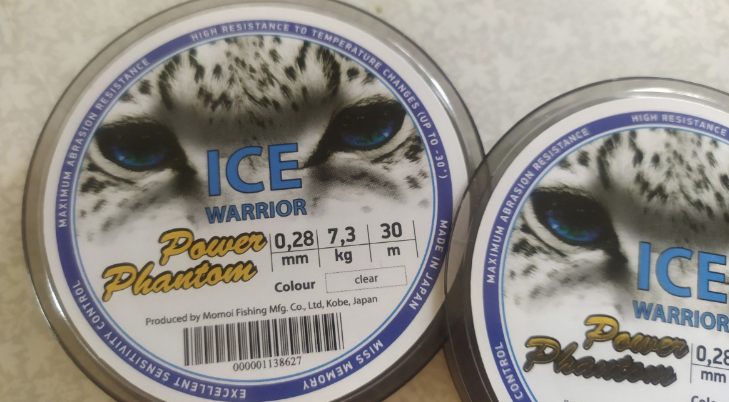 HIGH RESISTANCE TO TEMPERATURE CHANGES (UP TO -30°)
MAXIMUM ABRASION RESISTANCE
ICE
WARRIOR
Power
Phantom
0,28 7,3 30
mm kg m
Colour clear
Produced by Momoi Fishing Mfg. Co., Ltd, Kobe, Japan
000001138627
MADE IN JAPAN
MISS MEMORY
EXCELLENT SENSITIVITY CONTROL
HIGH RESISTANCE
MAXIMUM ABRASION RESISTANCE
ICE
WARRIOR
Power
Phantom
0,28
mm
CONTROL